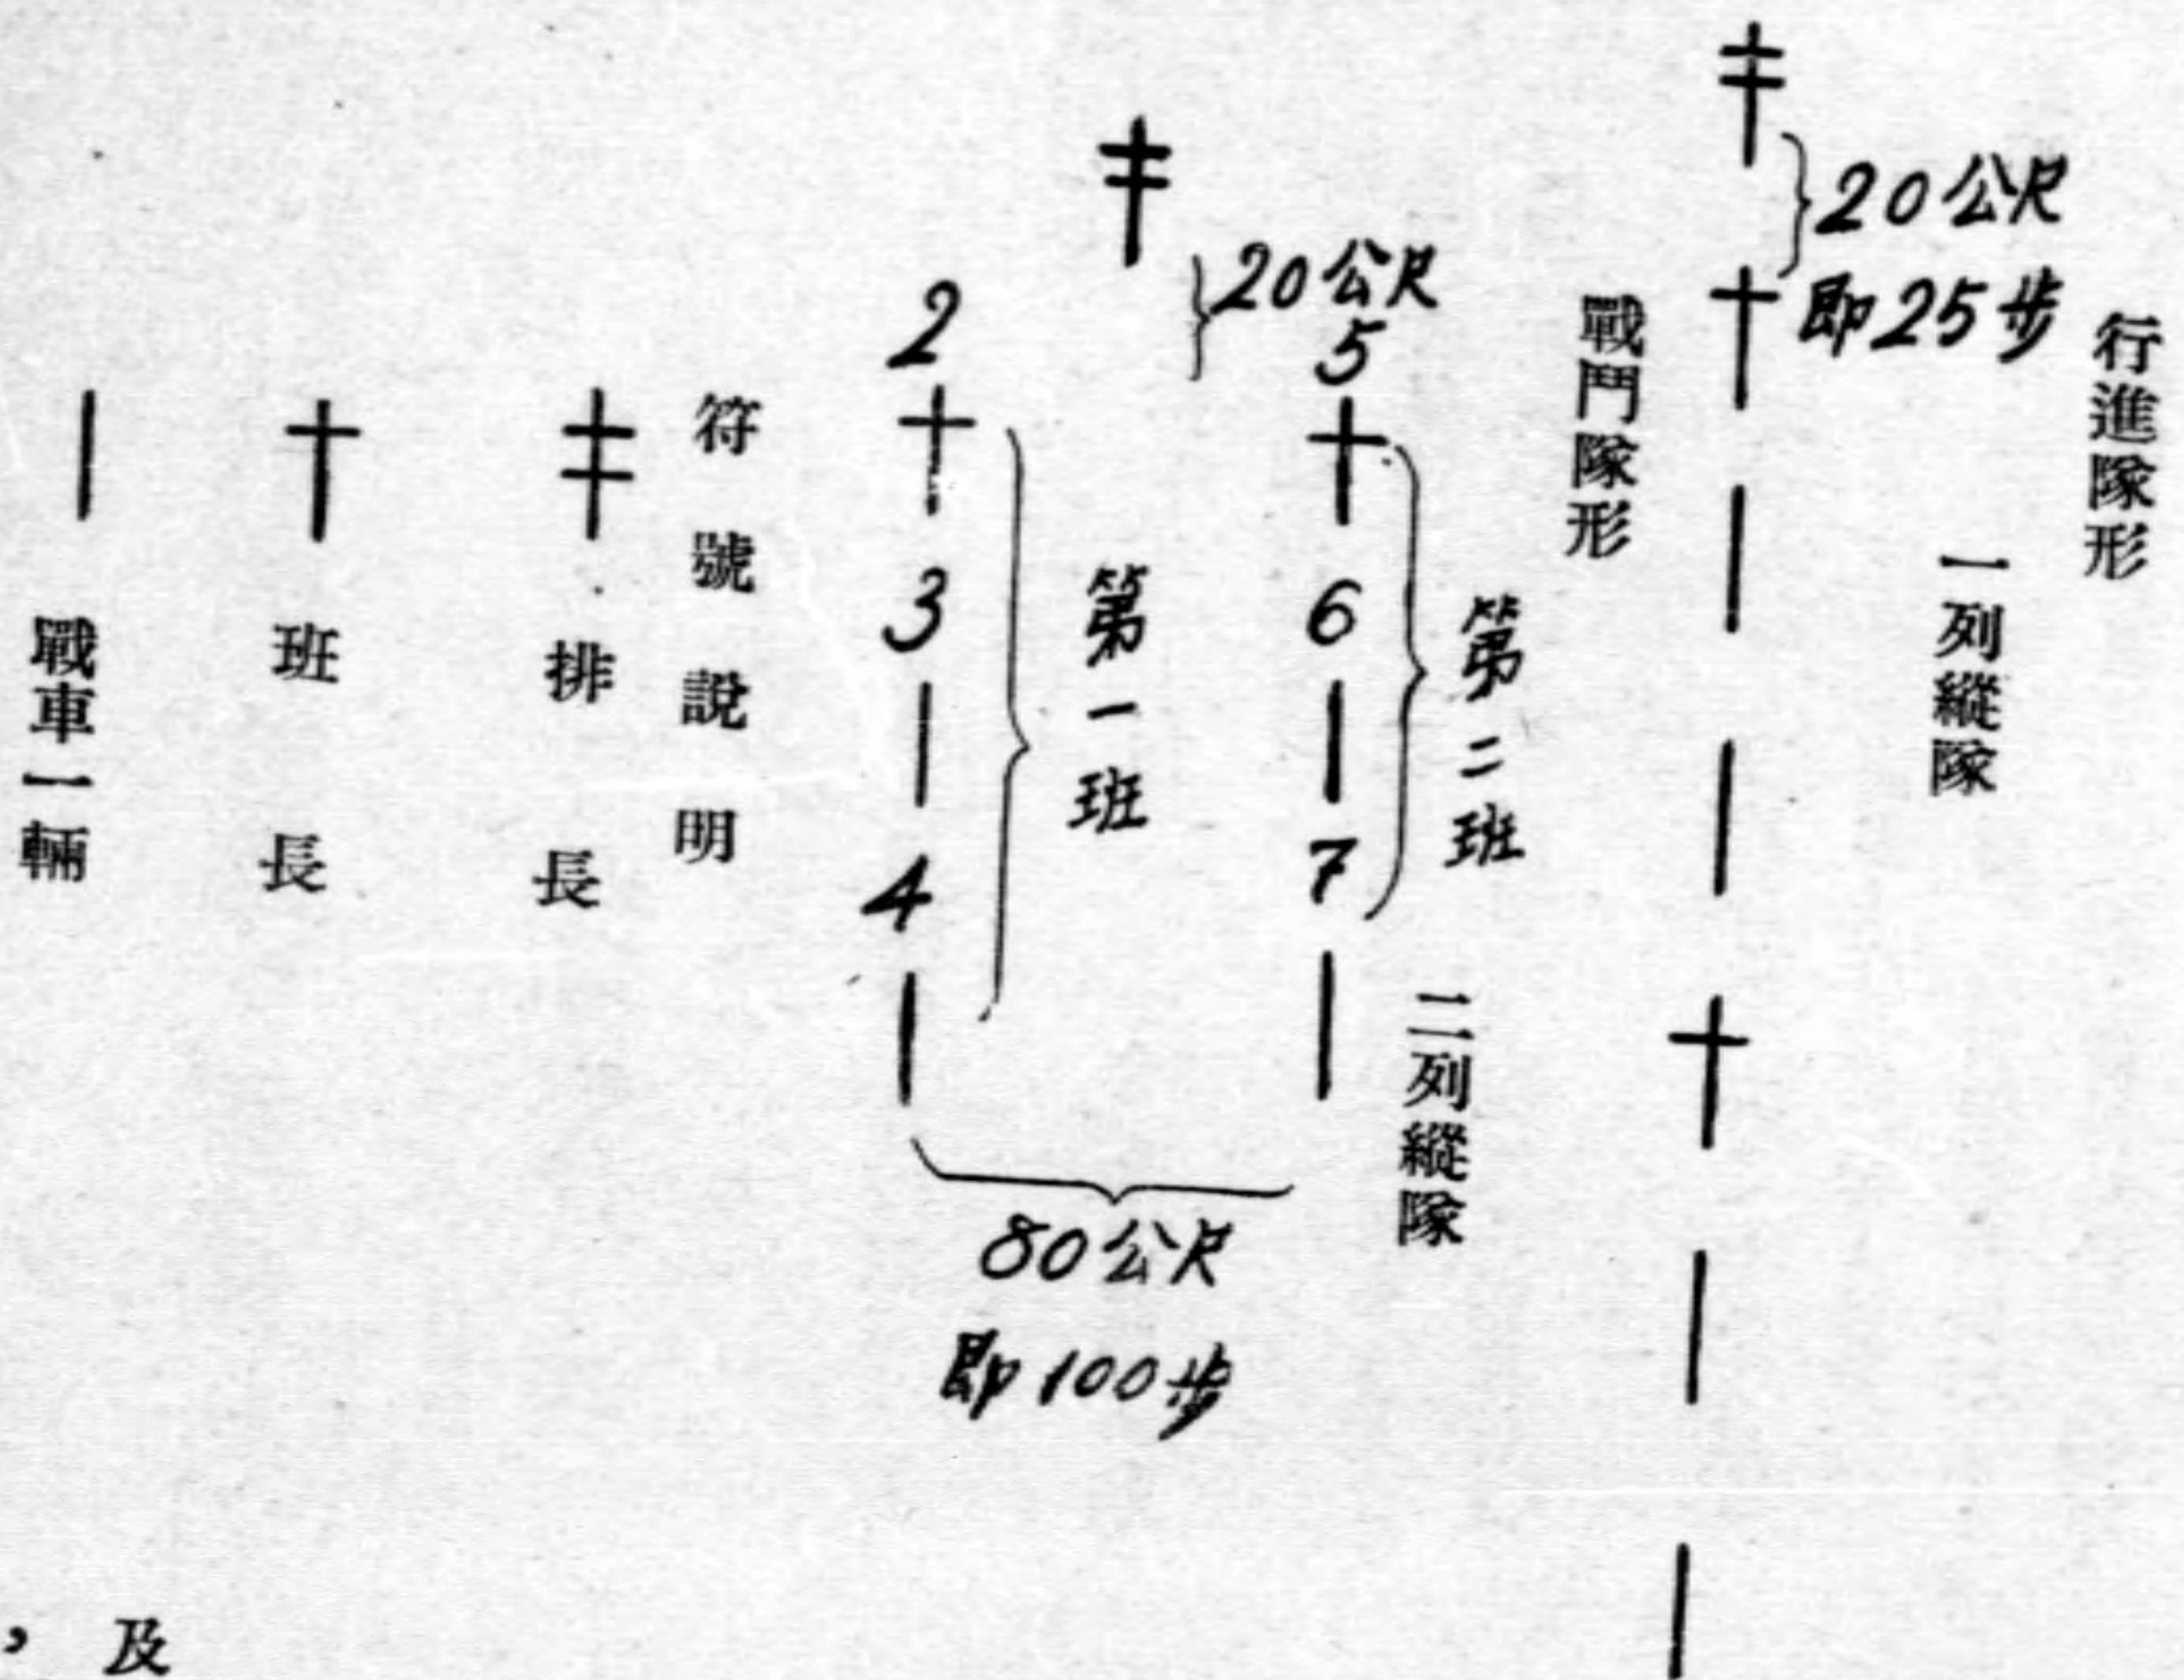 行進隊形
一列縱隊
20公尺
即25步
戰鬥隊形
二列縱隊
20公尺
5
6
7
第二班
2
3
4
第一班
80公尺
即100步
符號說明
排長
班長
戰車一輛
及
，